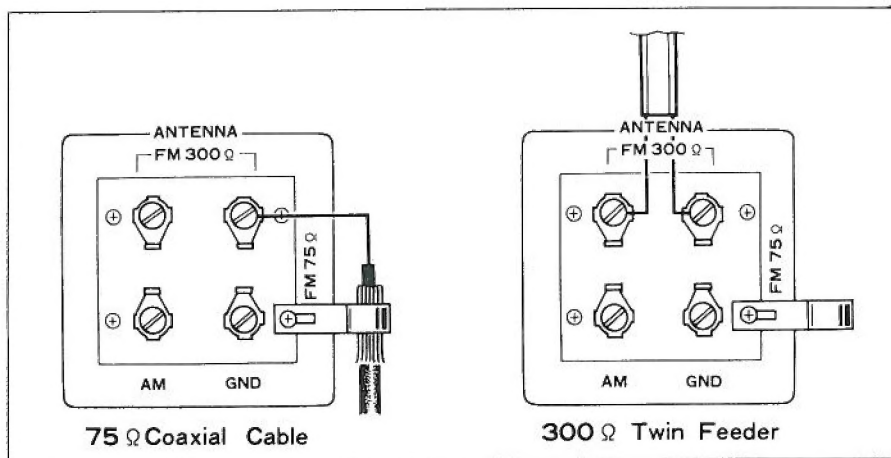 ANTENNA
FM 300 Ω
FM 75 Ω
AM GND
75 Ω Coaxial Cable
ANTENNA
FM 300 Ω
FM 75 Ω
AM GND
300 Ω Twin Feeder